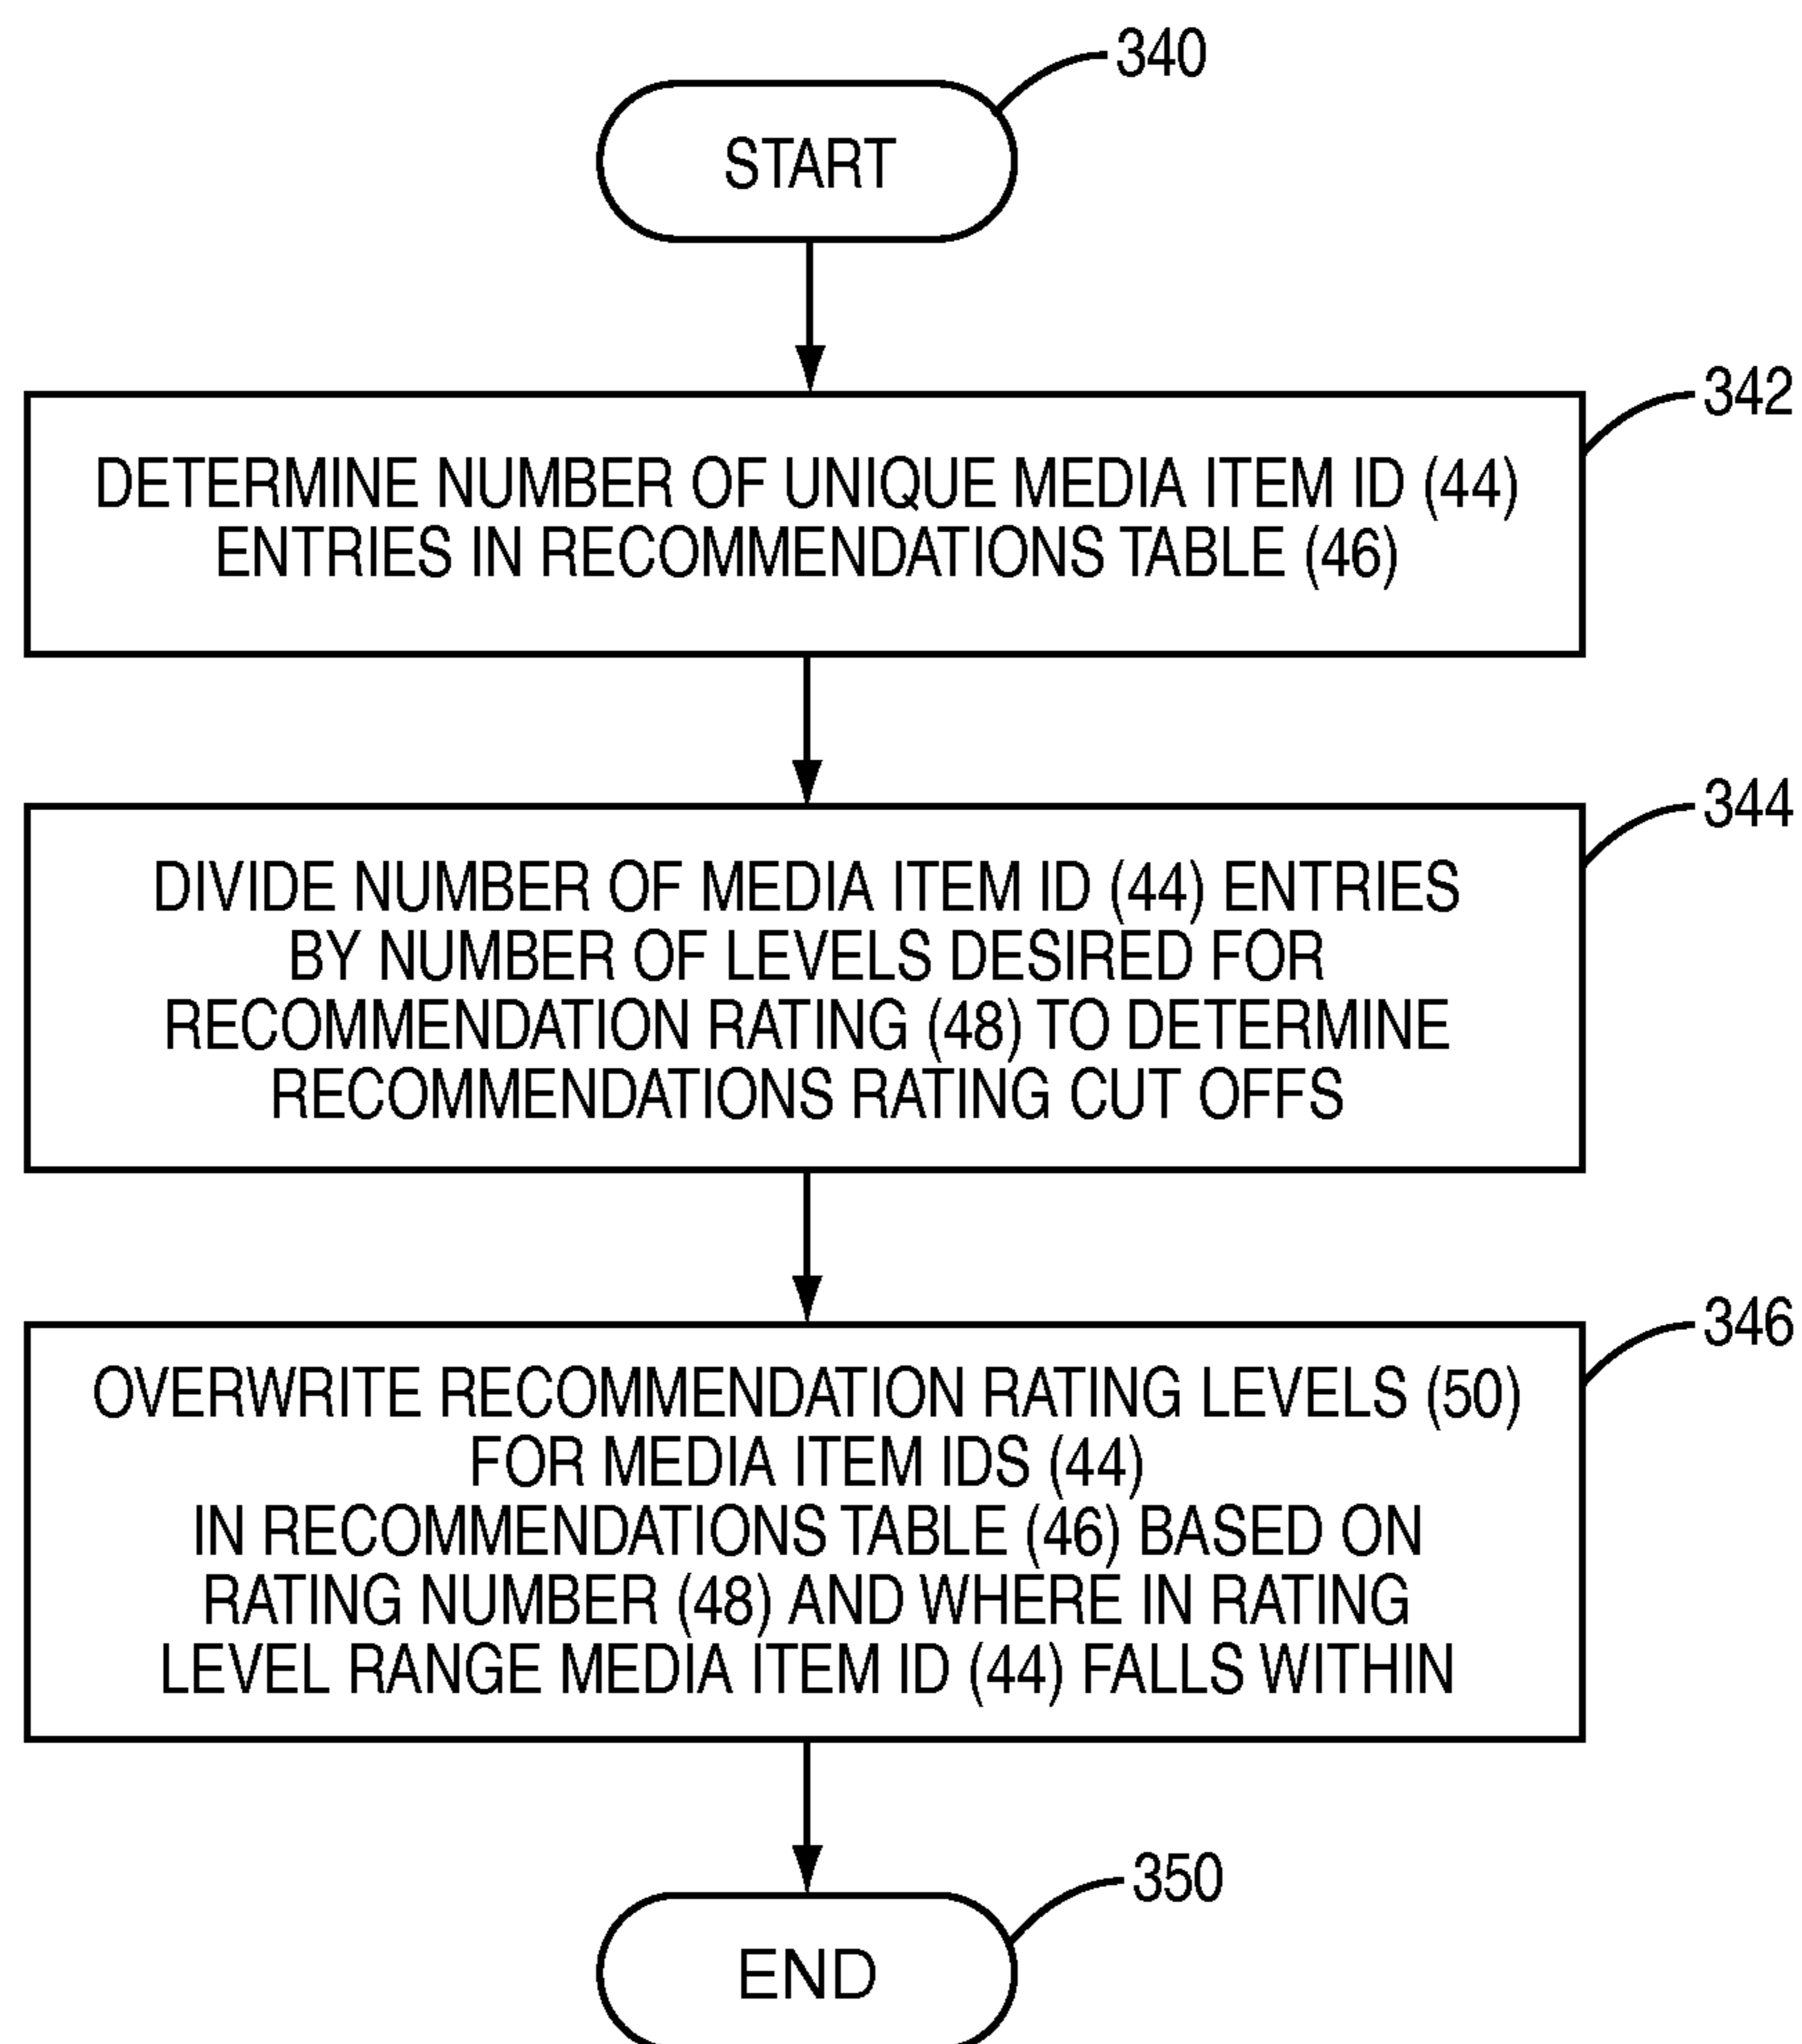 340
START
342
DETERMINE NUMBER OF UNIQUE MEDIA ITEM ID (44)
ENTRIES IN RECOMMENDATIONS TABLE (46)
344
DIVIDE NUMBER OF MEDIA ITEM ID (44) ENTRIES
BY NUMBER OF LEVELS DESIRED FOR
RECOMMENDATION RATING (48) TO DETERMINE
RECOMMENDATIONS RATING CUT OFFS
346
OVERWRITE RECOMMENDATION RATING LEVELS (50)
FOR MEDIA ITEM IDS (44)
IN RECOMMENDATIONS TABLE (46) BASED ON
RATING NUMBER (48) AND WHERE IN RATING
LEVEL RANGE MEDIA ITEM ID (44) FALLS WITHIN
350
END